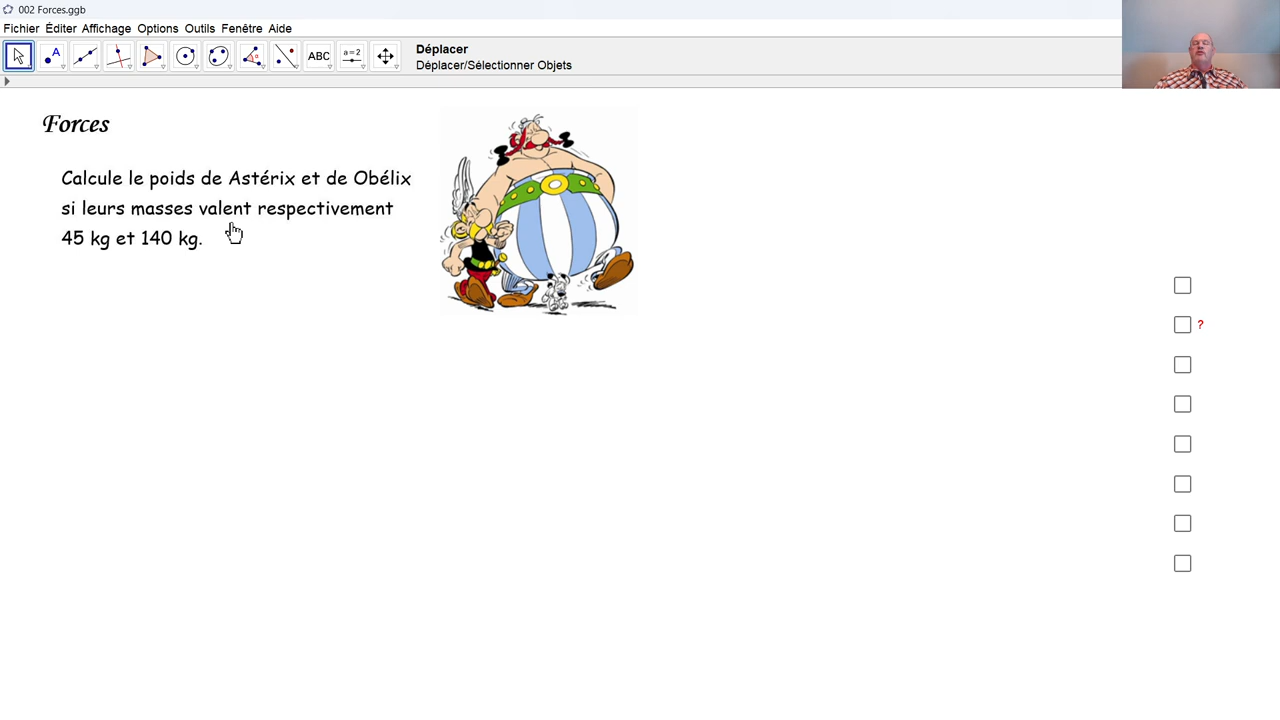 002 Forces.ggb
Fichier Éditer Affichage Options Outils Fenêtre Aide
A
ABC
a=2
Déplacer
Déplacer/Sélectionner Objets
Forces
Calcule le poids de Astérix et de Obélix
si leurs masses valent respectivement
45 kg et 140 kg.
?